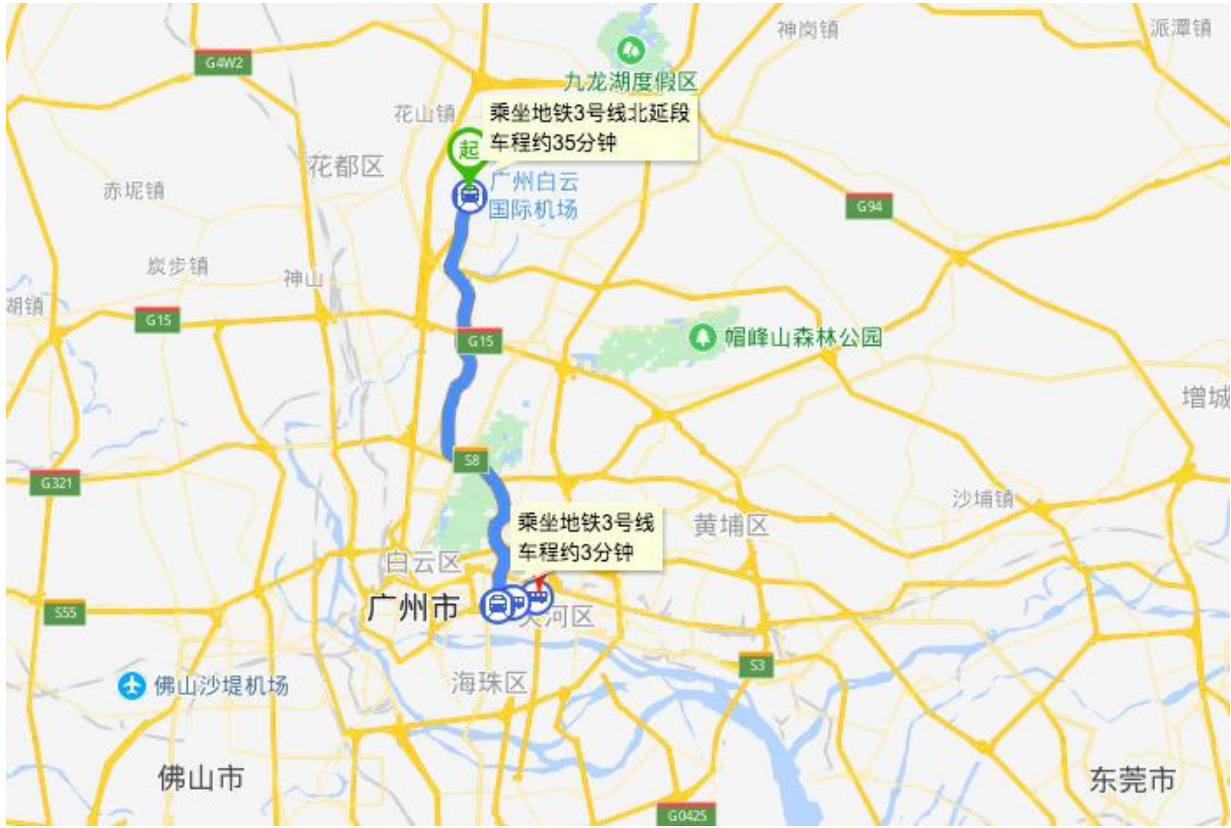 神岗镇
派潭镇
G4W2
九龙湖度假区
花山镇
乘坐地铁3号线北延段
车程约35分钟
起
花都区
广州白云
国际机场
赤坭镇
G94
炭步镇
神山
湖镇
G15
G15
帽峰山森林公园
增城
S8
G321
沙埔镇
乘坐地铁3号线
车程约3分钟
黄埔区
白云区
广州市
S55
天河区
S3
海珠区
佛山沙堤机场
佛山市
东莞市
G0425